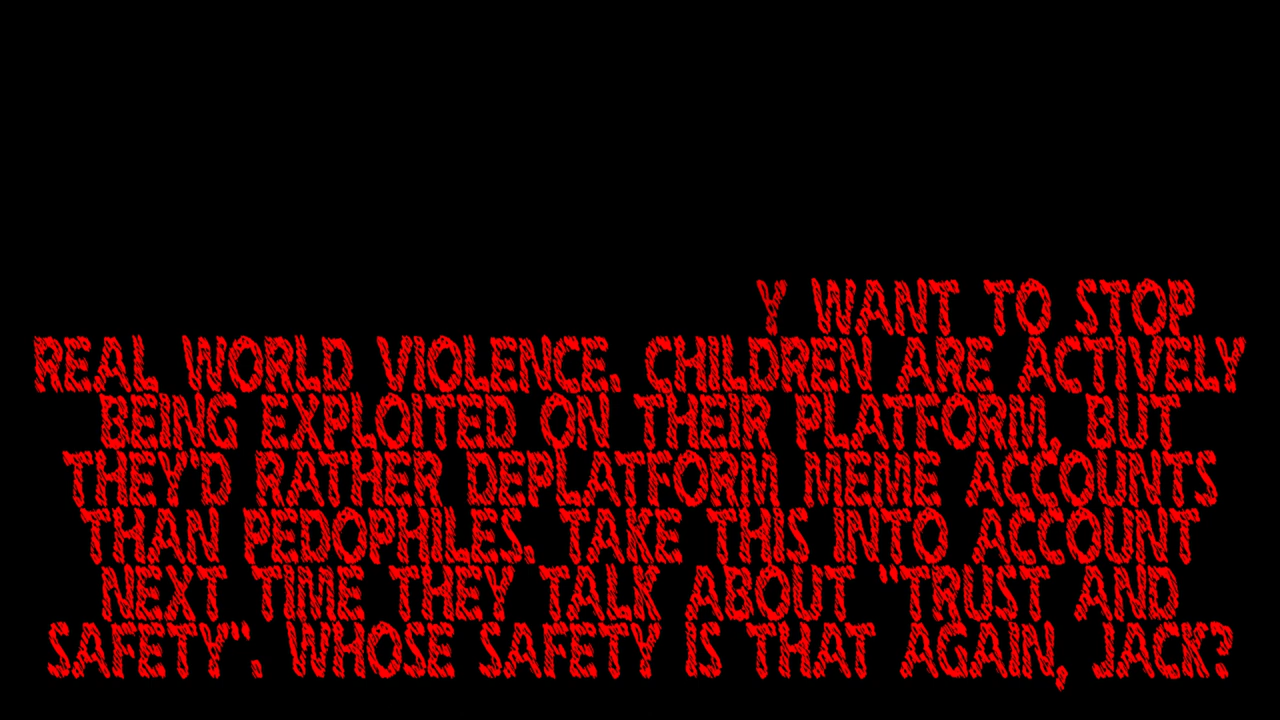 Y WANT TO STOP
REAL WORLD VIOLENCE. CHILDREN ARE ACTIVELY
BEING EXPLOITED ON THEIR PLATFORM, BUT
THEY'D RATHER DEPLATFORM MEME ACCOUNTS
THAN PEDOPHILES. TAKE THIS INTO ACCOUNT
NEXT TIME THEY TALK ABOUT "TRUST AND
SAFETY". WHOSE SAFETY IS THAT AGAIN, JACK?